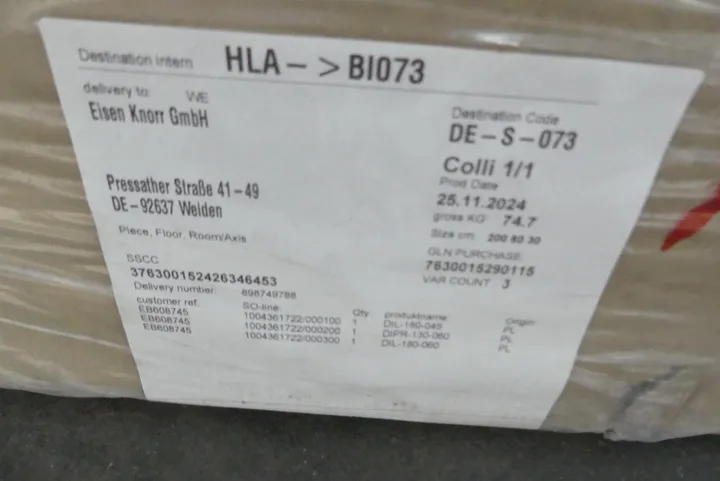 Destination intern HLA -> BI073
delivery to: WE
Eisen Knorr GmbH
Pressather Straße 41-49
DE-92637 Weiden
Piece, Floor, Room/Axis
SSCC
376300152426346453
Delivery number: 898749788
Destination Code
DE-S-073
Colli 1/1
Prod Date
25.11.2024
gross KG 74.7
Size cm 200 80 30
GLN PURCHASE
7630015290115
VAR COUNT 3
customer ref. SO-line: Qty produktname Origin
EB608745 1004361722/000100 1 DIL-180-045 PL
EB608745 1004361722/000200 1 DIPR-130-060 PL
EB608745 1004361722/000300 1 DIL-180-060 PL